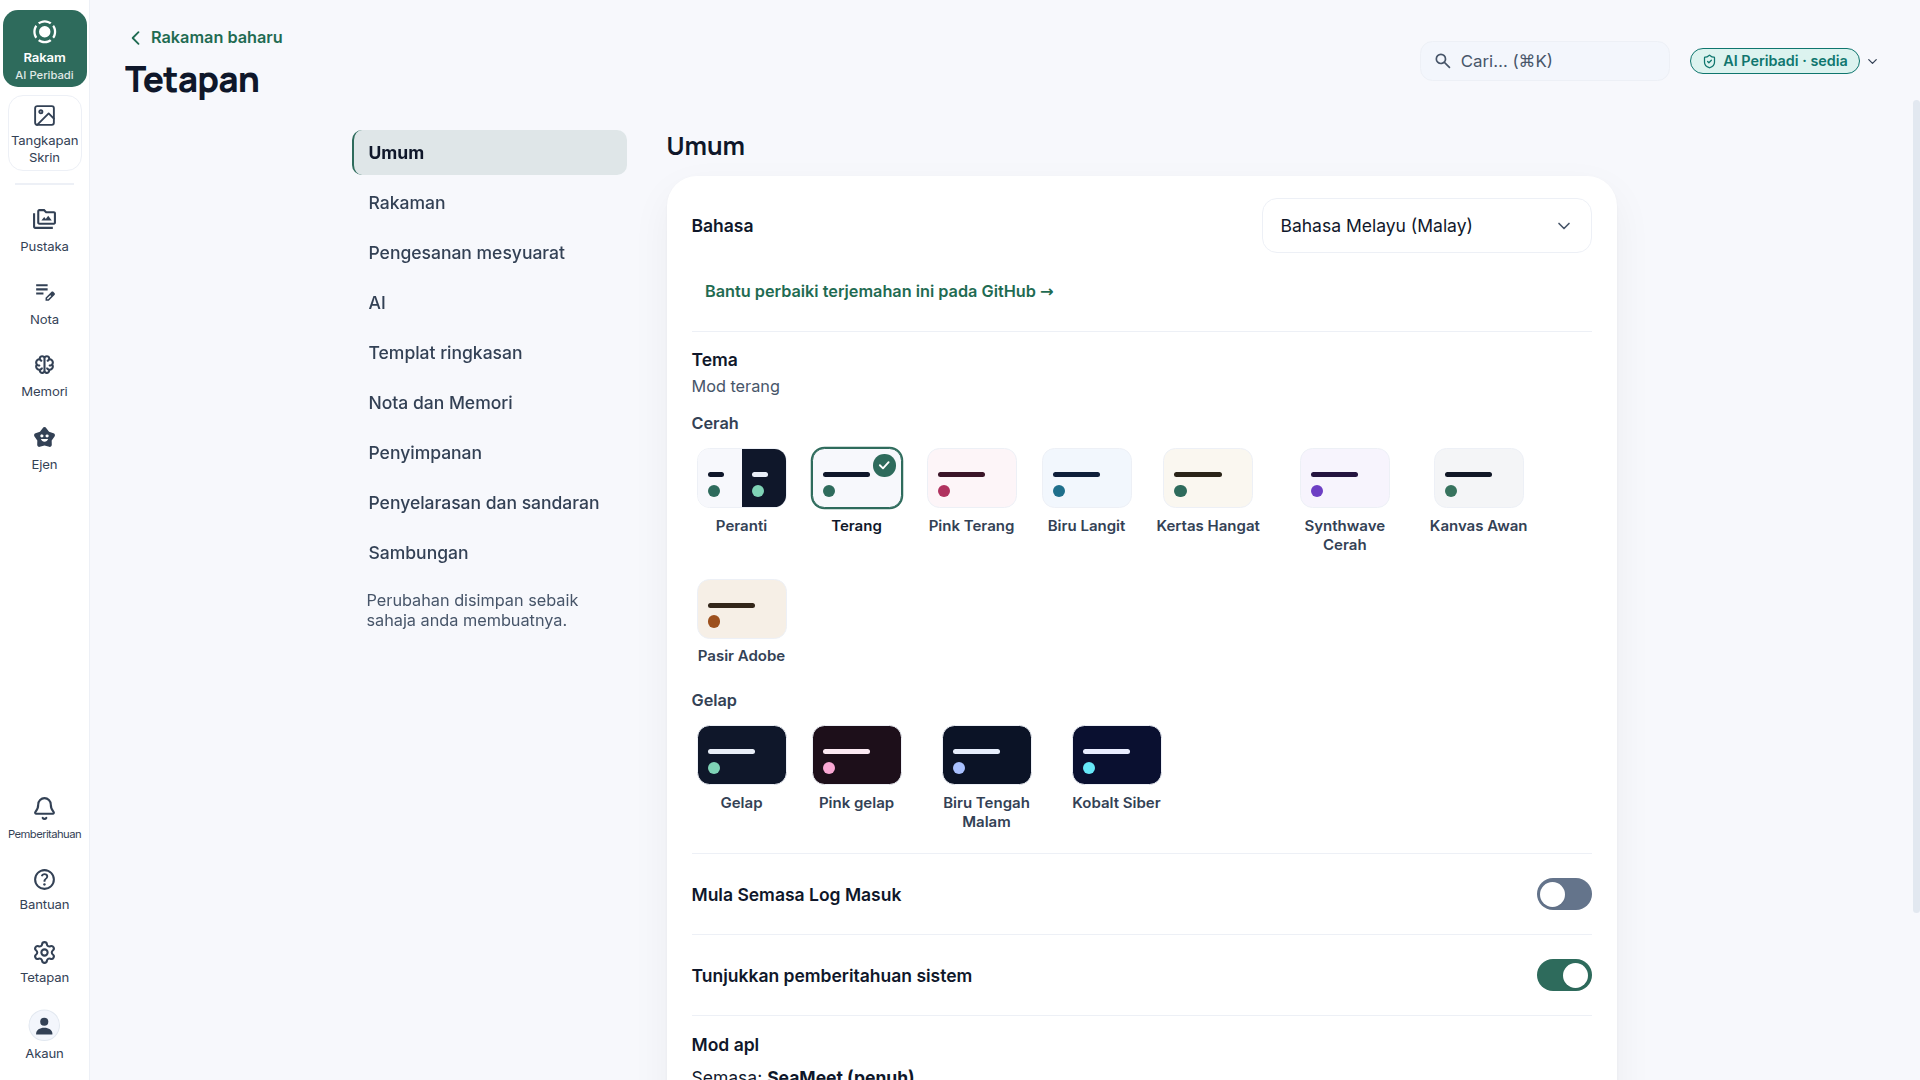 Rakam
AI Peribadi
Tangkapan
Skrin
Pustaka
Nota
Memori
Ejen
Pemberitahuan
Bantuan
Tetapan
Akaun
Rakaman baharu
Tetapan
Cari... (⌘K)
AI Peribadi · sedia
Umum
Rakaman
Pengesanan mesyuarat
AI
Templat ringkasan
Nota dan Memori
Penyimpanan
Penyelarasan dan sandaran
Sambungan
Perubahan disimpan sebaik
sahaja anda membuatnya.
Umum
Bahasa
Bahasa Melayu (Malay)
Bantu perbaiki terjemahan ini pada GitHub →
Tema
Mod terang
Cerah
Peranti
Terang
Pink Terang
Biru Langit
Kertas Hangat
Synthwave
Cerah
Kanvas Awan
Pasir Adobe
Gelap
Gelap
Pink gelap
Biru Tengah
Malam
Kobalt Siber
Mula Semasa Log Masuk
Tunjukkan pemberitahuan sistem
Mod apl
Semasa: SeaMeet (penuh)